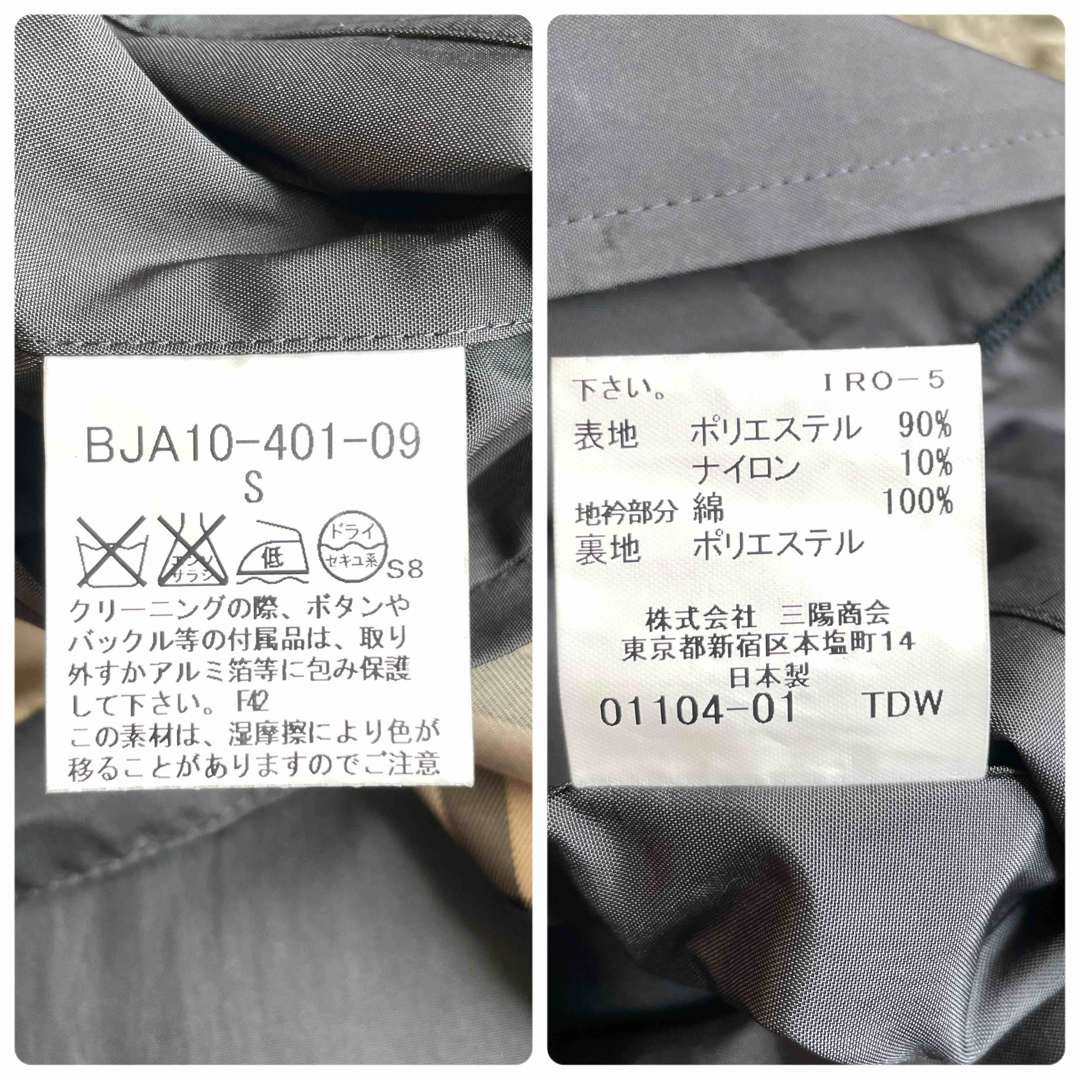 BJA10-401-09
S
エンソ
サラシ
低
ドライ
セキユ系
S8
クリーニングの際、ボタンや
バックル等の付属品は、取り
外すかアルミ箔等に包み保護
して下さい。 F42
この素材は、湿摩擦により色が
移ることがありますのでご注意
下さい。 IRO-5
表地 ポリエステル 90%
ナイロン 10%
地衿部分 綿 100%
裏地 ポリエステル
株式会社 三陽商会
東京都新宿区本塩町14
日本製
01104-01 TDW